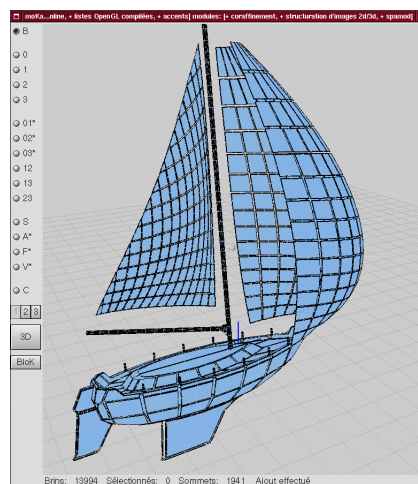 moKa...nline, + listes OpenGL compilées, + accents) modules: [+ coraffinement, + structuration d'images 2d/3d, + spamod]
B
0
1
2
3
01*
02*
03*
12
13
23
S
A*
F*
V*
C
1 2 3
3D
BloK
Brins: 13994 Sélectionnés: 0 Sommets: 1941 Ajout effectué